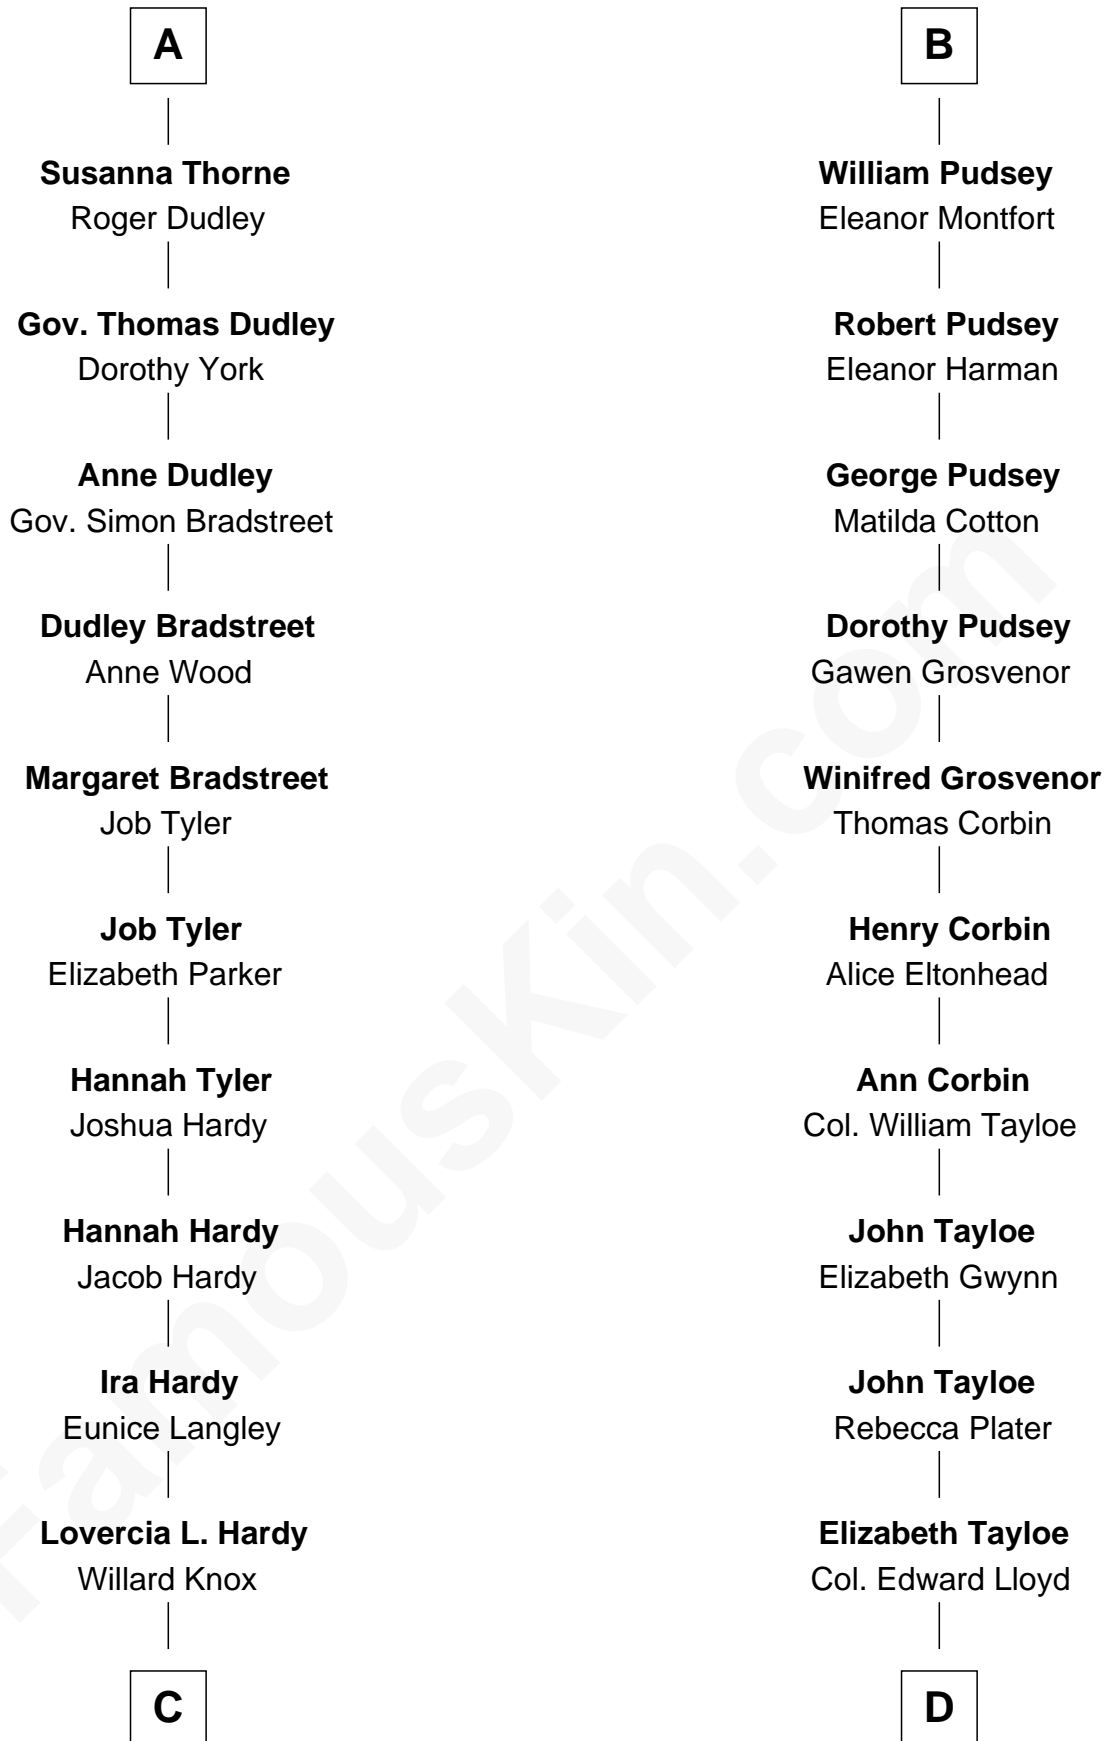 A
Susanna Thorne
Roger Dudley
Gov. Thomas Dudley
Dorothy York
Anne Dudley
Gov. Simon Bradstreet
Dudley Bradstreet
Anne Wood
Margaret Bradstreet
Job Tyler
Job Tyler
Elizabeth Parker
Hannah Tyler
Joshua Hardy
Hannah Hardy
Jacob Hardy
Ira Hardy
Eunice Langley
Lovercia L. Hardy
Willard Knox
C
B
William Pudsey
Eleanor Montfort
Robert Pudsey
Eleanor Harman
George Pudsey
Matilda Cotton
Dorothy Pudsey
Gawen Grosvenor
Winifred Grosvenor
Thomas Corbin
Henry Corbin
Alice Eltonhead
Ann Corbin
Col. William Tayloe
John Tayloe
Elizabeth Gwynn
John Tayloe
Rebecca Plater
Elizabeth Tayloe
Col. Edward Lloyd
D
FamousKin.com